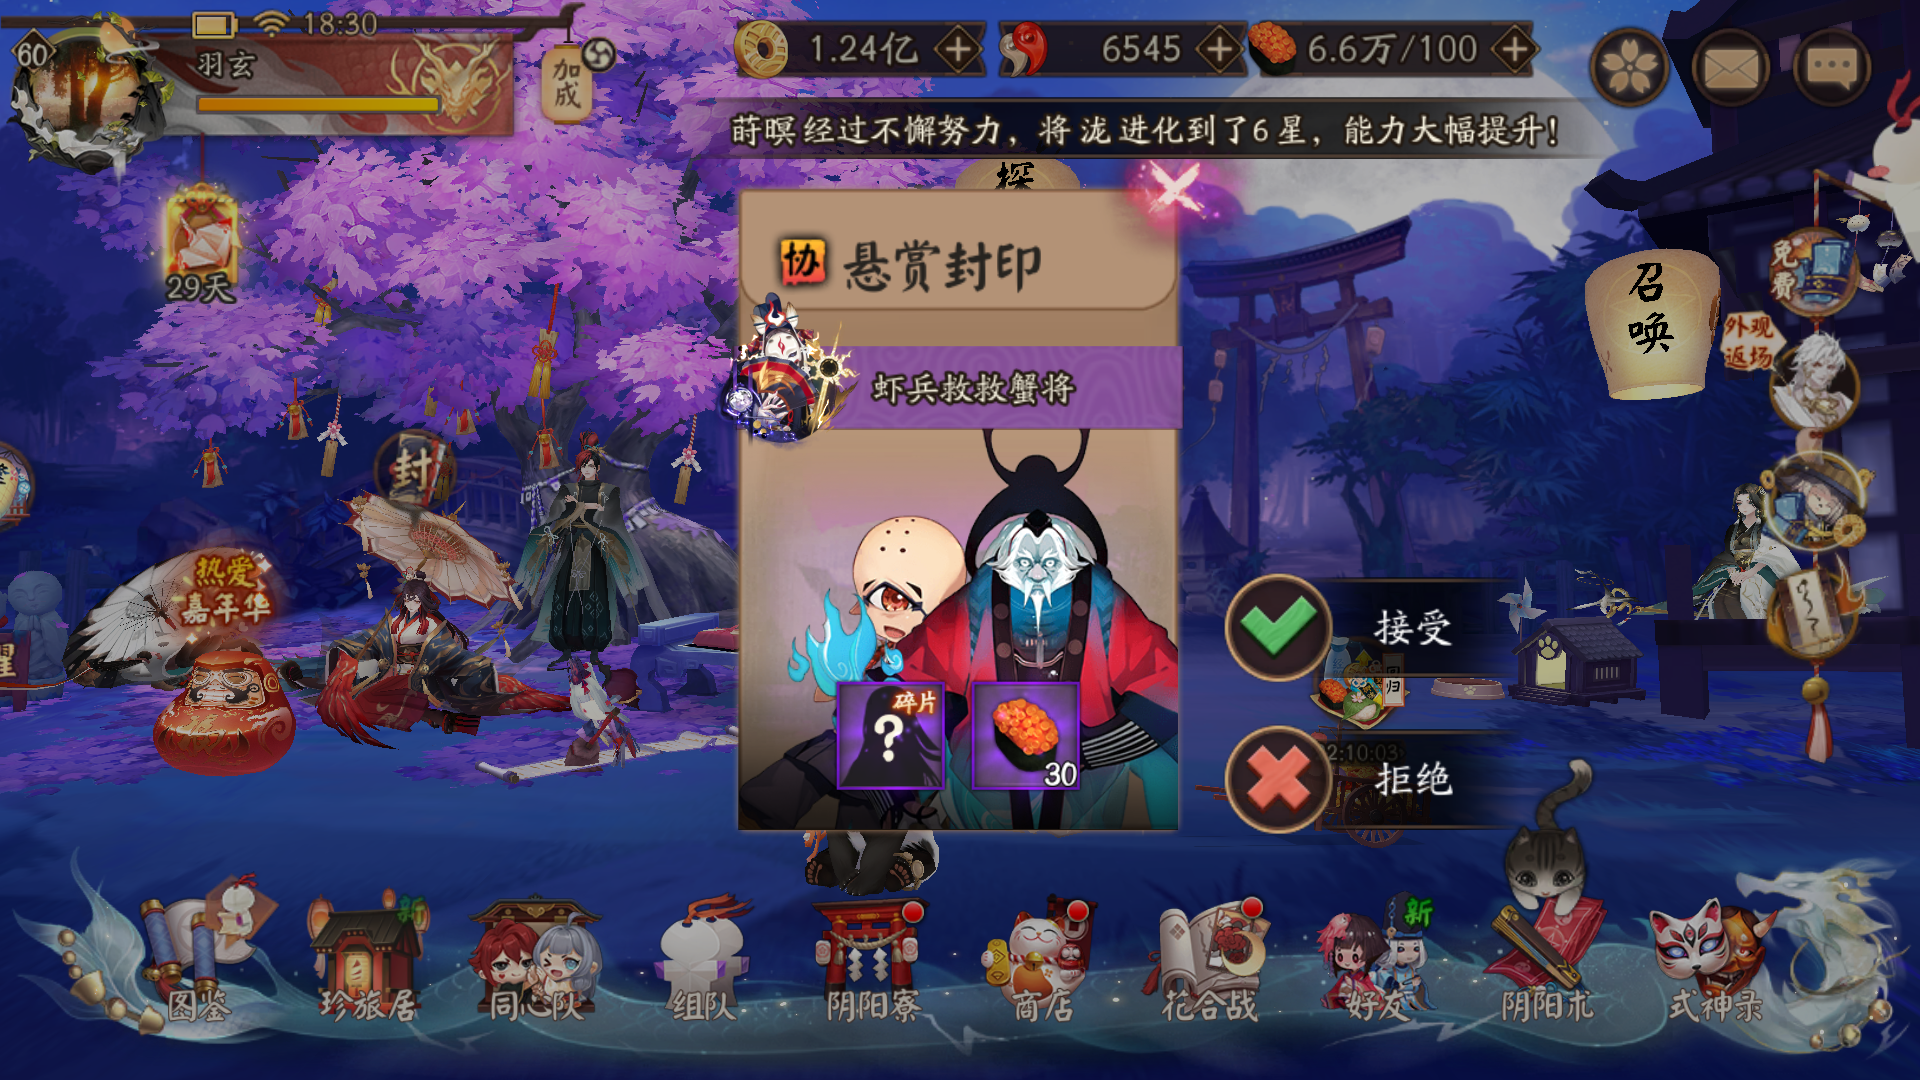 18:30
60
羽玄
加成
1.24亿
6545
6.6万/100
莳暝经过不懈努力，将泷进化到了6星，能力大幅提升！
探
29天
协 悬赏封印
虾兵救救蟹将
召唤
免费
外观返场
封
热爱嘉年华
碎片
?
30
接受
归
2:10:03
拒绝
图鉴
新
珍旅居
同心队
组队
阴阳寮
商店
花合战
新
好友
阴阳术
式神录